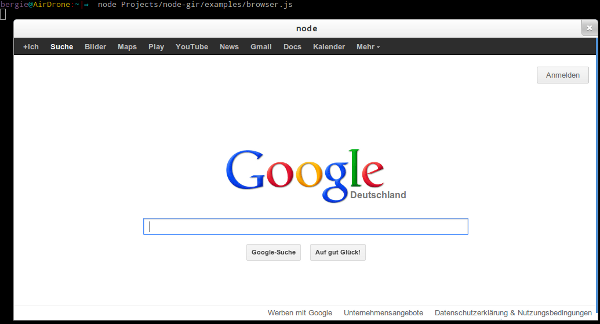 bergie@AirDrone:~|⇒ node Projects/node-gir/examples/browser.js
node
+Ich Suche Bilder Maps Play YouTube News Gmail Docs Kalender Mehr
Anmelden
Google
Deutschland
Google-Suche Auf gut Glück!
Werben mit Google Unternehmensangebote Datenschutzerklärung & Nutzungsbedingungen